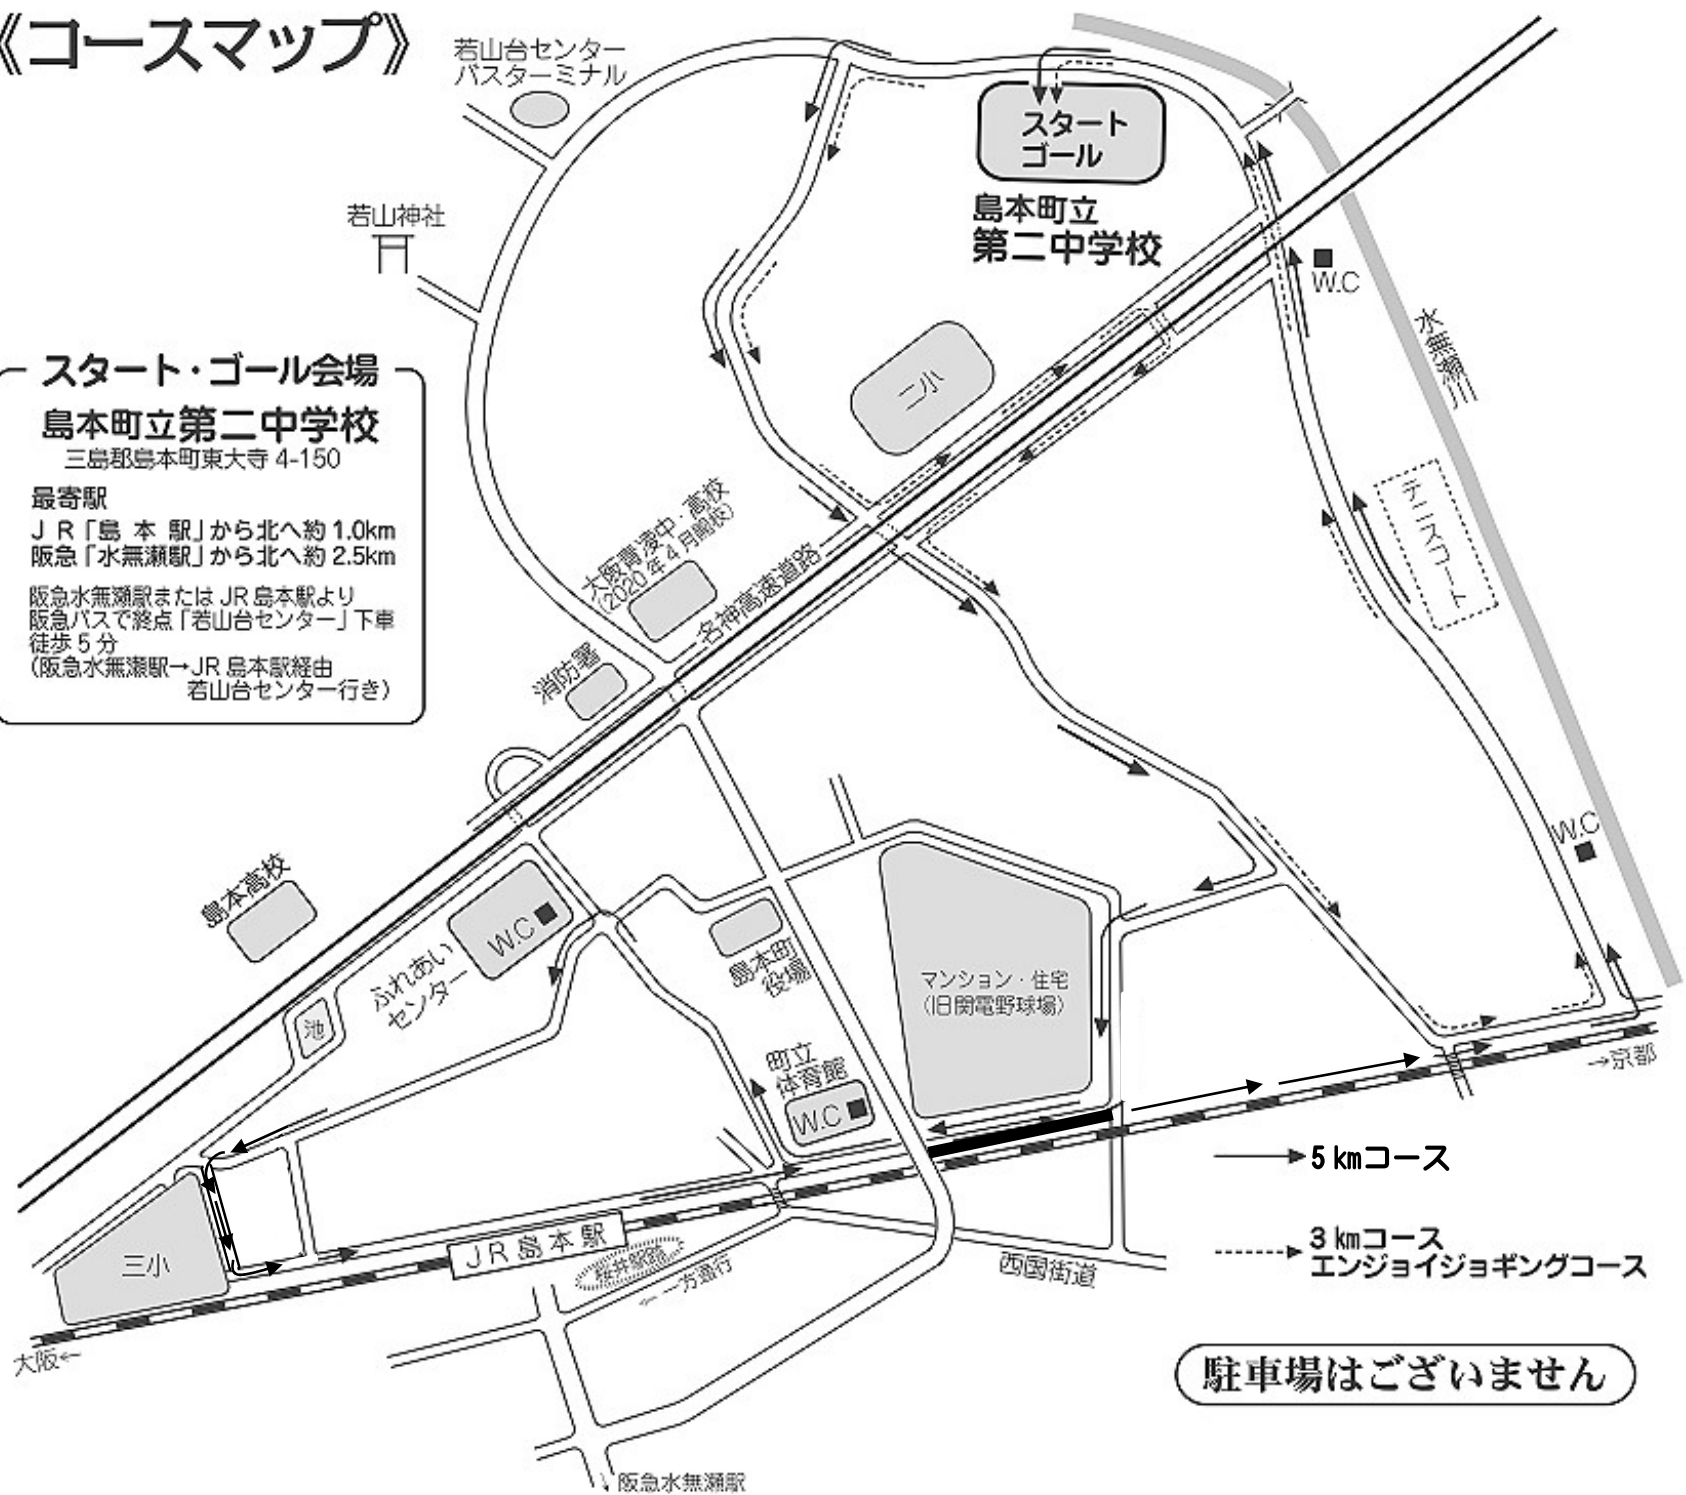 《コースマップ》
若山台センター
バスターミナル
若山神社
スタート
ゴール
島本町立
第二中学校
W.C
水無瀬川
スタート・ゴール会場
島本町立第二中学校
三島郡島本町東大寺 4-150
最寄駅
JR「島 本 駅」から北へ約 1.0km
阪急「水無瀬駅」から北へ約 2.5km
阪急水無瀬駅または JR 島本駅より
阪急バスで終点「若山台センター」下車
徒歩 5 分
(阪急水無瀬駅→JR 島本駅経由
若山台センター行き)
二小
大阪青凌中・高校
(2020 年 4 月開校)
名神高速道路
テニスコート
消防署
W.C
島本高校
W.C
ふれあい
センター
島本町
役場
マンション・住宅
(旧関電野球場)
池
町立
体育館
W.C
→京都
三小
JR島本駅
桜井駅跡
←一方通行
西国街道
大阪←
阪急水無瀬駅
5 kmコース
3 kmコース
エンジョイジョギングコース
駐車場はございません